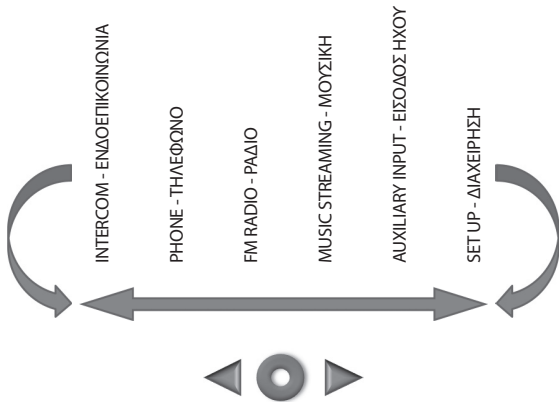 INTERCOM - ΕΝΔΟΕΠΙΚΟΙΝΩΝΙΑ
PHONE - ΤΗΛΕΦΩΝΟ
FM RADIO - ΡΑΔΙΟ
MUSIC STREAMING - ΜΟΥΣΙΚΗ
AUXILIARY INPUT - ΕΙΣΟΔΟΣ ΗΧΟΥ
SET UP - ΔΙΑΧΕΙΡΗΣΗ